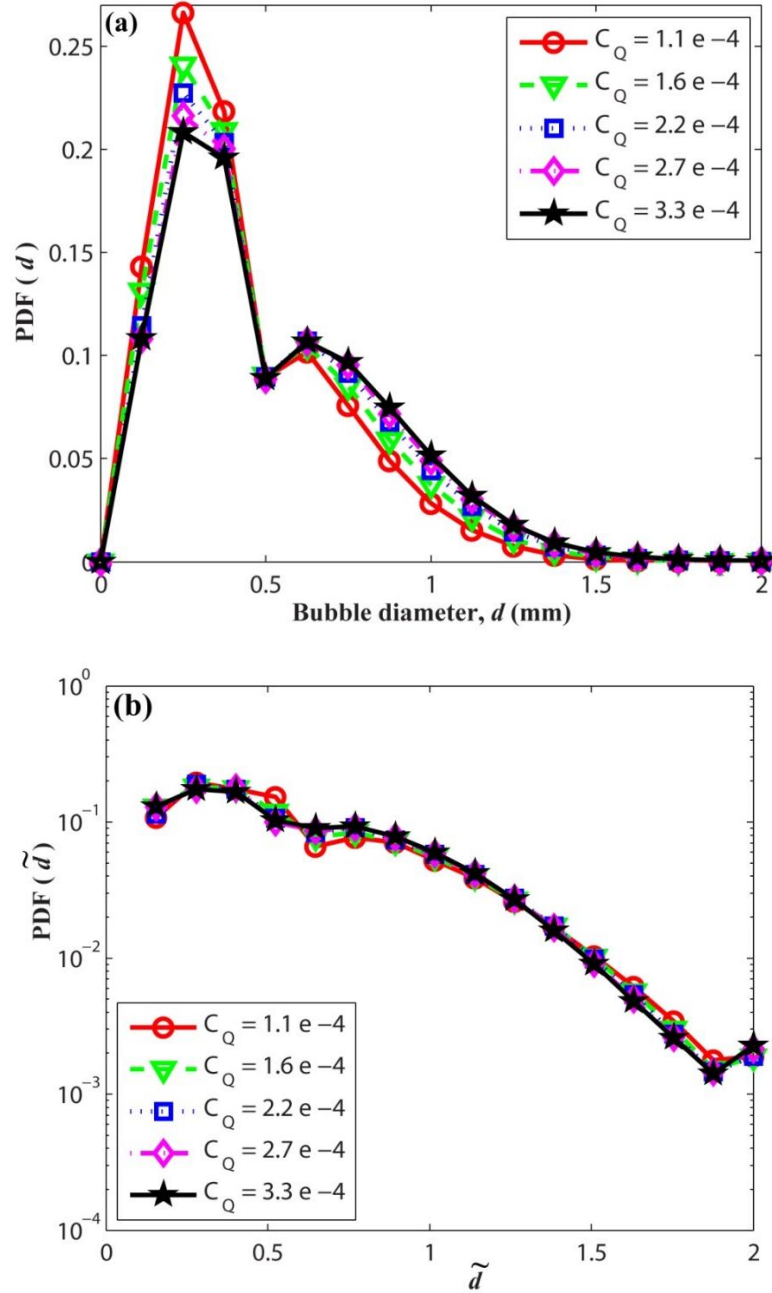 (a)
0.25
0.2
0.15
0.1
0.05
0
PDF ( d )
C_Q = 1.1 e −4
C_Q = 1.6 e −4
C_Q = 2.2 e −4
C_Q = 2.7 e −4
C_Q = 3.3 e −4
0 0.5 1 1.5 2
Bubble diameter, d (mm)
(b)
10^0
10^-1
10^-2
10^-3
10^-4
PDF ( d̃ )
C_Q = 1.1 e −4
C_Q = 1.6 e −4
C_Q = 2.2 e −4
C_Q = 2.7 e −4
C_Q = 3.3 e −4
0 0.5 1 1.5 2
d̃